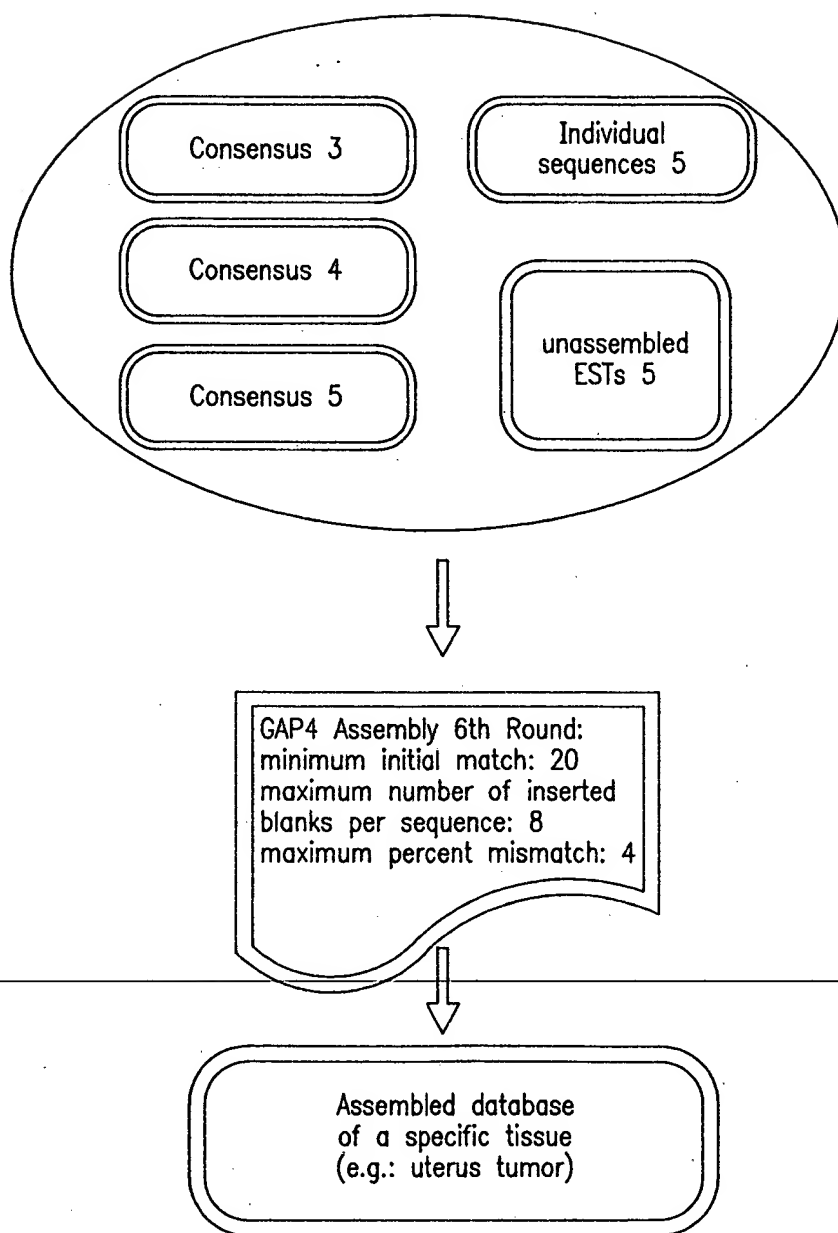 Consensus 3
Individual
sequences 5
Consensus 4
unassembled
ESTs 5
Consensus 5
GAP4 Assembly 6th Round:
minimum initial match: 20
maximum number of inserted
blanks per sequence: 8
maximum percent mismatch: 4
Assembled database
of a specific tissue
(e.g.: uterus tumor)